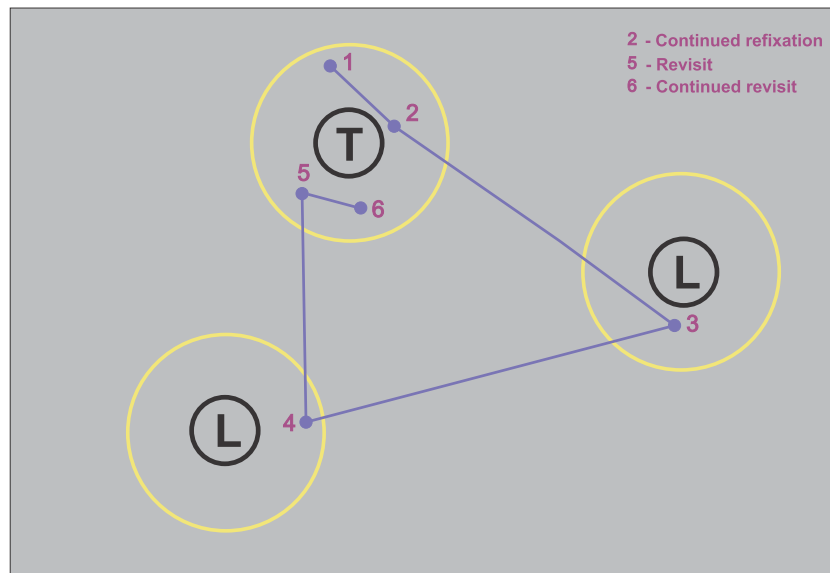 2 - Continued refixation
5 - Revisit
6 - Continued revisit
1
2
T
5
6
L
3
4
L